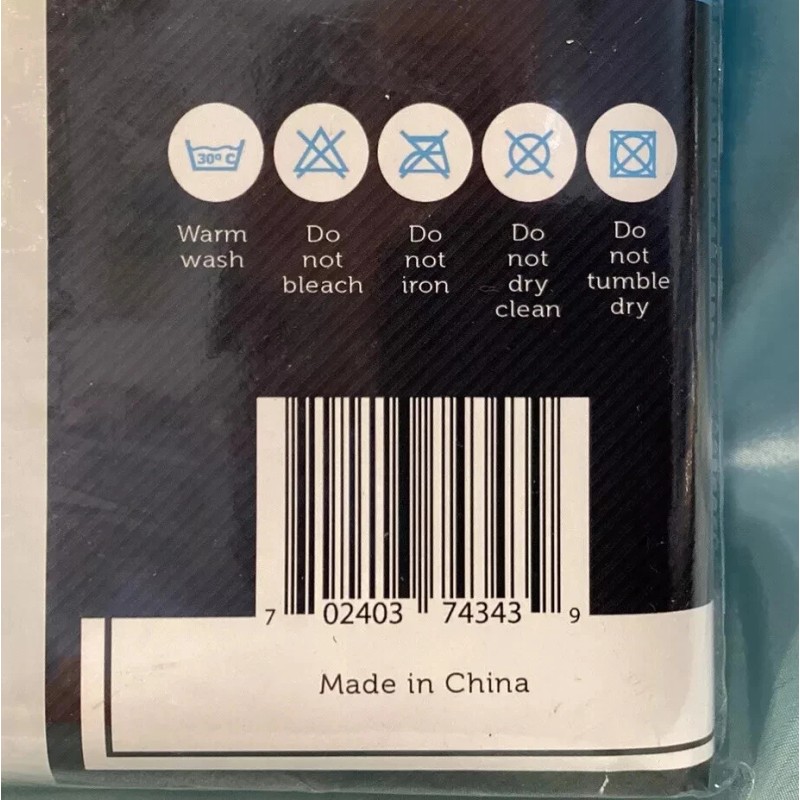 30º C
Warm wash
Do not bleach
Do not iron
Do not dry clean
Do not tumble dry
7 02403 74343 9
Made in China